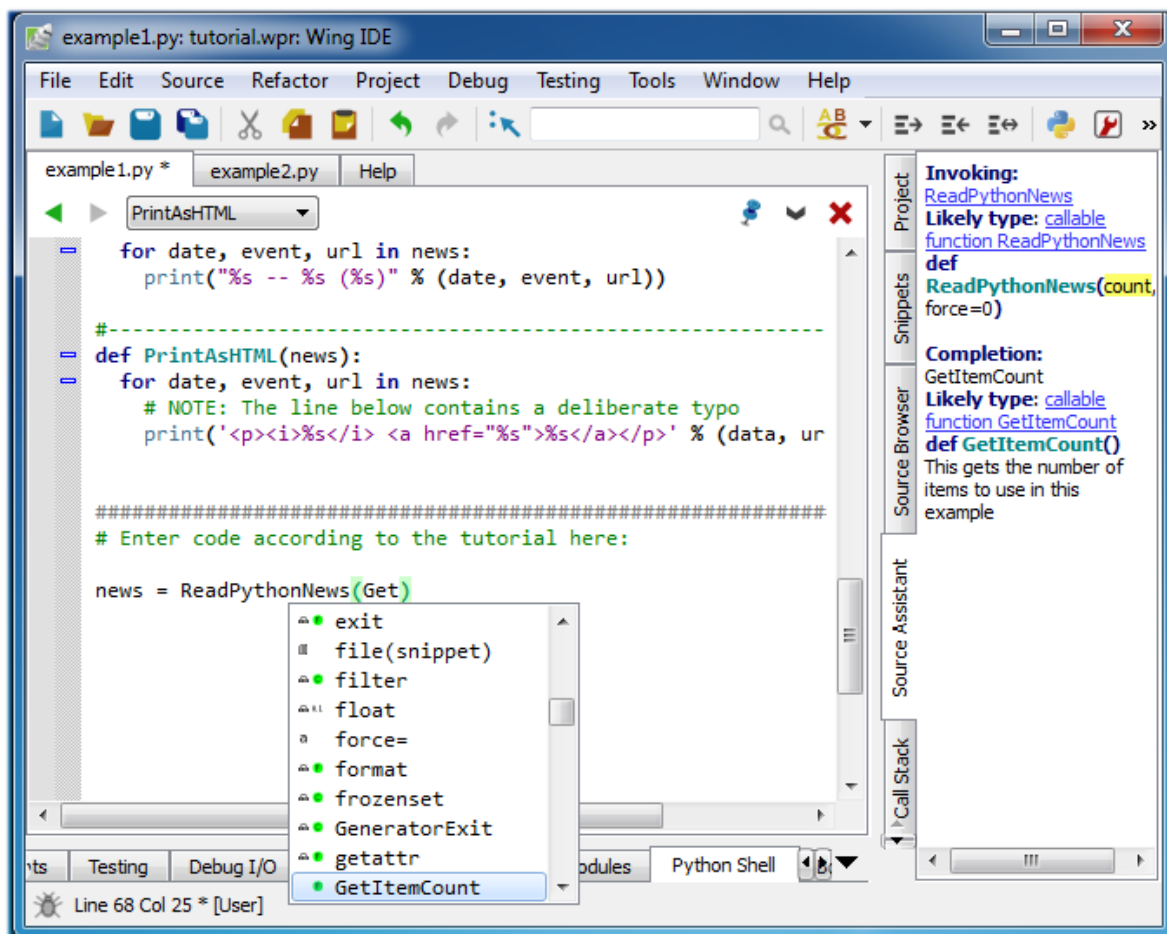 example1.py: tutorial.wpr: Wing IDE
File Edit Source Refactor Project Debug Testing Tools Window Help
example1.py * example2.py Help
PrintAsHTML
for date, event, url in news:
print("%s -- %s (%s)" % (date, event, url))
#-----------------------------------------------------------
def PrintAsHTML(news):
for date, event, url in news:
# NOTE: The line below contains a deliberate typo
print('<p><i>%s</i> <a href="%s">%s</a></p>' % (data, ur
#############################################################
# Enter code according to the tutorial here:
news = ReadPythonNews(Get)
exit
file(snippet)
filter
float
force=
format
frozenset
GeneratorExit
getattr
GetItemCount
Project
Snippets
Source Browser
Source Assistant
Call Stack
Invoking:
ReadPythonNews
Likely type: callable
function ReadPythonNews
def
ReadPythonNews(count,
force=0)
Completion:
GetItemCount
Likely type: callable
function GetItemCount
def GetItemCount()
This gets the number of
items to use in this
example
Testing Debug I/O odules Python Shell
Line 68 Col 25 * [User]